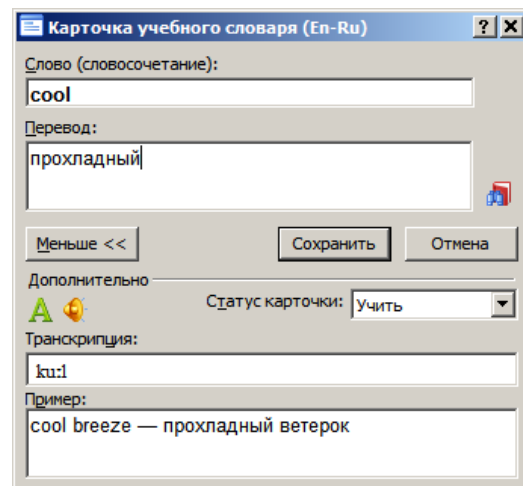 Карточка учебного словаря (En-Ru)
Слово (словосочетание):
cool
Перевод:
прохладный
Меньше << Сохранить Отмена
Дополнительно
Статус карточки: Учить
Транскрипция:
ku:l
Пример:
cool breeze — прохладный ветерок